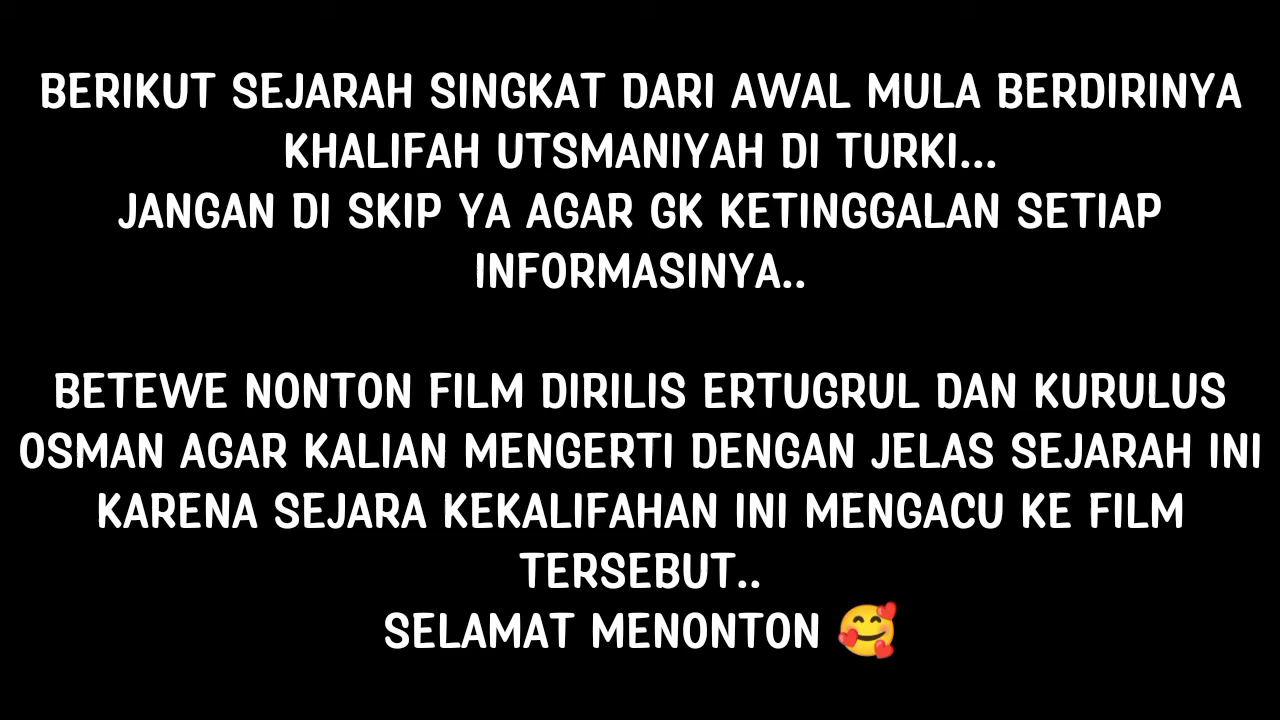 BERIKUT SEJARAH SINGKAT DARI AWAL MULA BERDIRINYA
KHALIFAH UTSMANIYAH DI TURKI...
JANGAN DI SKIP YA AGAR GK KETINGGALAN SETIAP
INFORMASINYA..
BETEWE NONTON FILM DIRILIS ERTUGRUL DAN KURULUS
OSMAN AGAR KALIAN MENGERTI DENGAN JELAS SEJARAH INI
KARENA SEJARA KEKALIFAHAN INI MENGACU KE FILM
TERSEBUT..
SELAMAT MENONTON 🥰